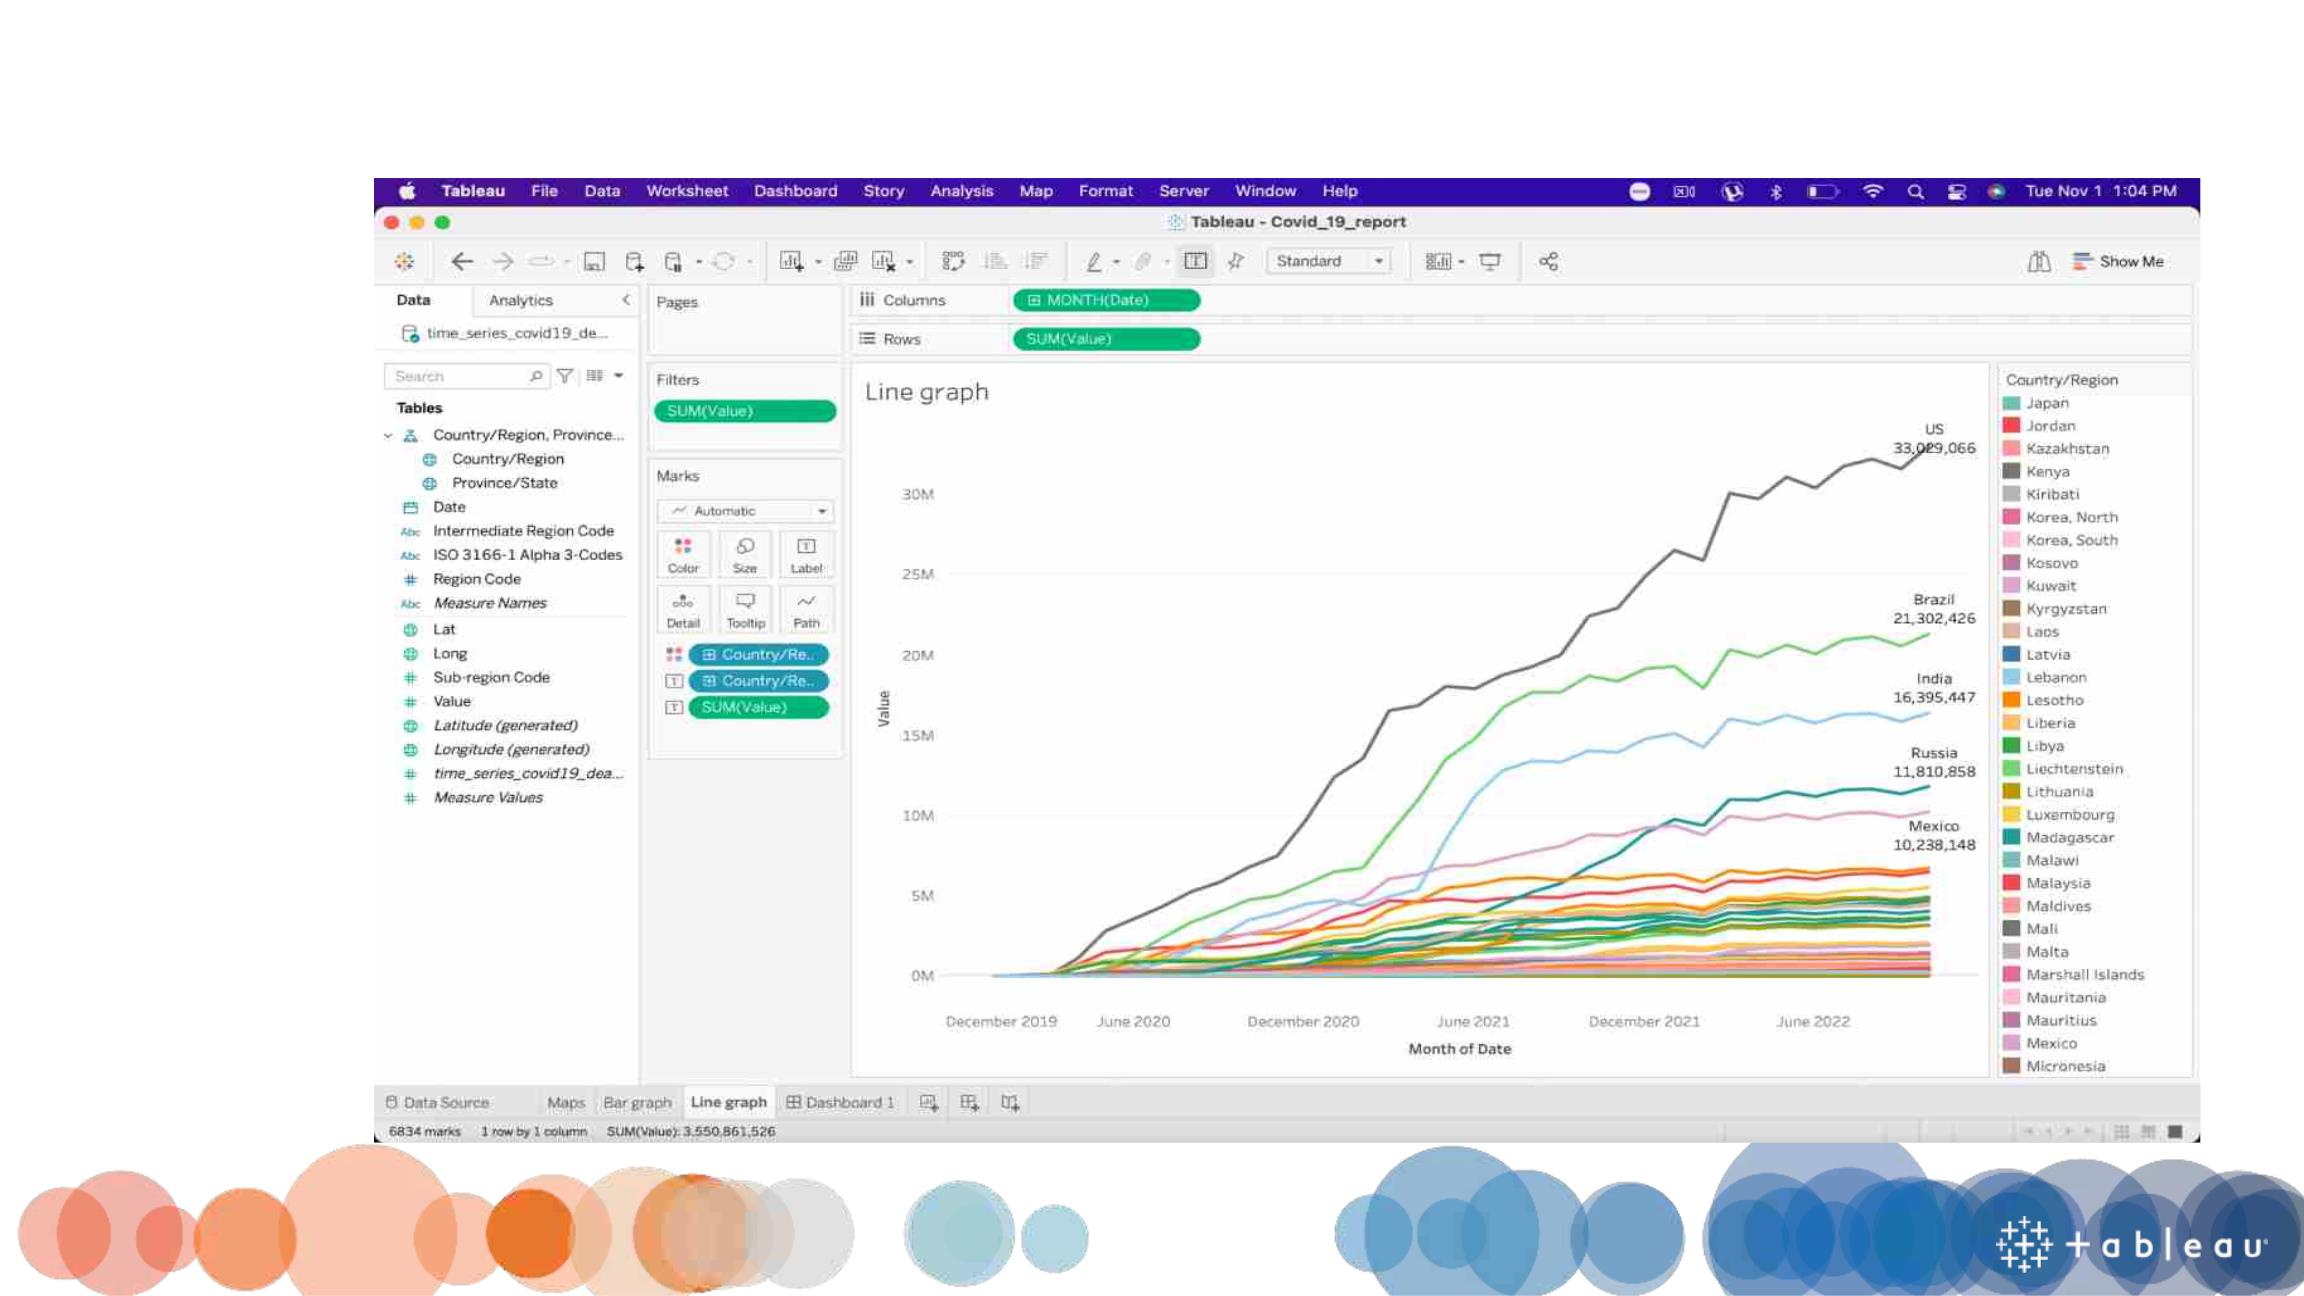 Tableau File Data Worksheet Dashboard Story Analysis Map Format Server Window Help Tue Nov 1 1:04 PM
Tableau - Covid_19_report
Standard Show Me
Data Analytics
time_series_covid19_de...
Search
Tables
Country/Region, Province...
Country/Region
Province/State
Date
Abc Intermediate Region Code
Abc ISO 3166-1 Alpha 3-Codes
# Region Code
Abc Measure Names
Lat
Long
# Sub-region Code
# Value
Latitude (generated)
Longitude (generated)
# time_series_covid19_dea...
# Measure Values
Pages
Filters
SUM(Value)
Marks
Automatic
Color Size Label
Detail Tooltip Path
Country/Re..
Country/Re..
SUM(Value)
Columns MONTH(Date)
Rows SUM(Value)
Line graph
US
33,029,066
30M
25M
Brazil
21,302,426
20M
India
16,395,447
Value
15M
Russia
11,810,858
10M
Mexico
10,238,148
5M
0M
December 2019 June 2020 December 2020 June 2021 December 2021 June 2022
Month of Date
Country/Region
Japan
Jordan
Kazakhstan
Kenya
Kiribati
Korea, North
Korea, South
Kosovo
Kuwait
Kyrgyzstan
Laos
Latvia
Lebanon
Lesotho
Liberia
Libya
Liechtenstein
Lithuania
Luxembourg
Madagascar
Malawi
Malaysia
Maldives
Mali
Malta
Marshall Islands
Mauritania
Mauritius
Mexico
Micronesia
Data Source Maps Bar graph Line graph Dashboard 1
6834 marks 1 row by 1 column SUM(Value): 3,550,861,526
+ableau